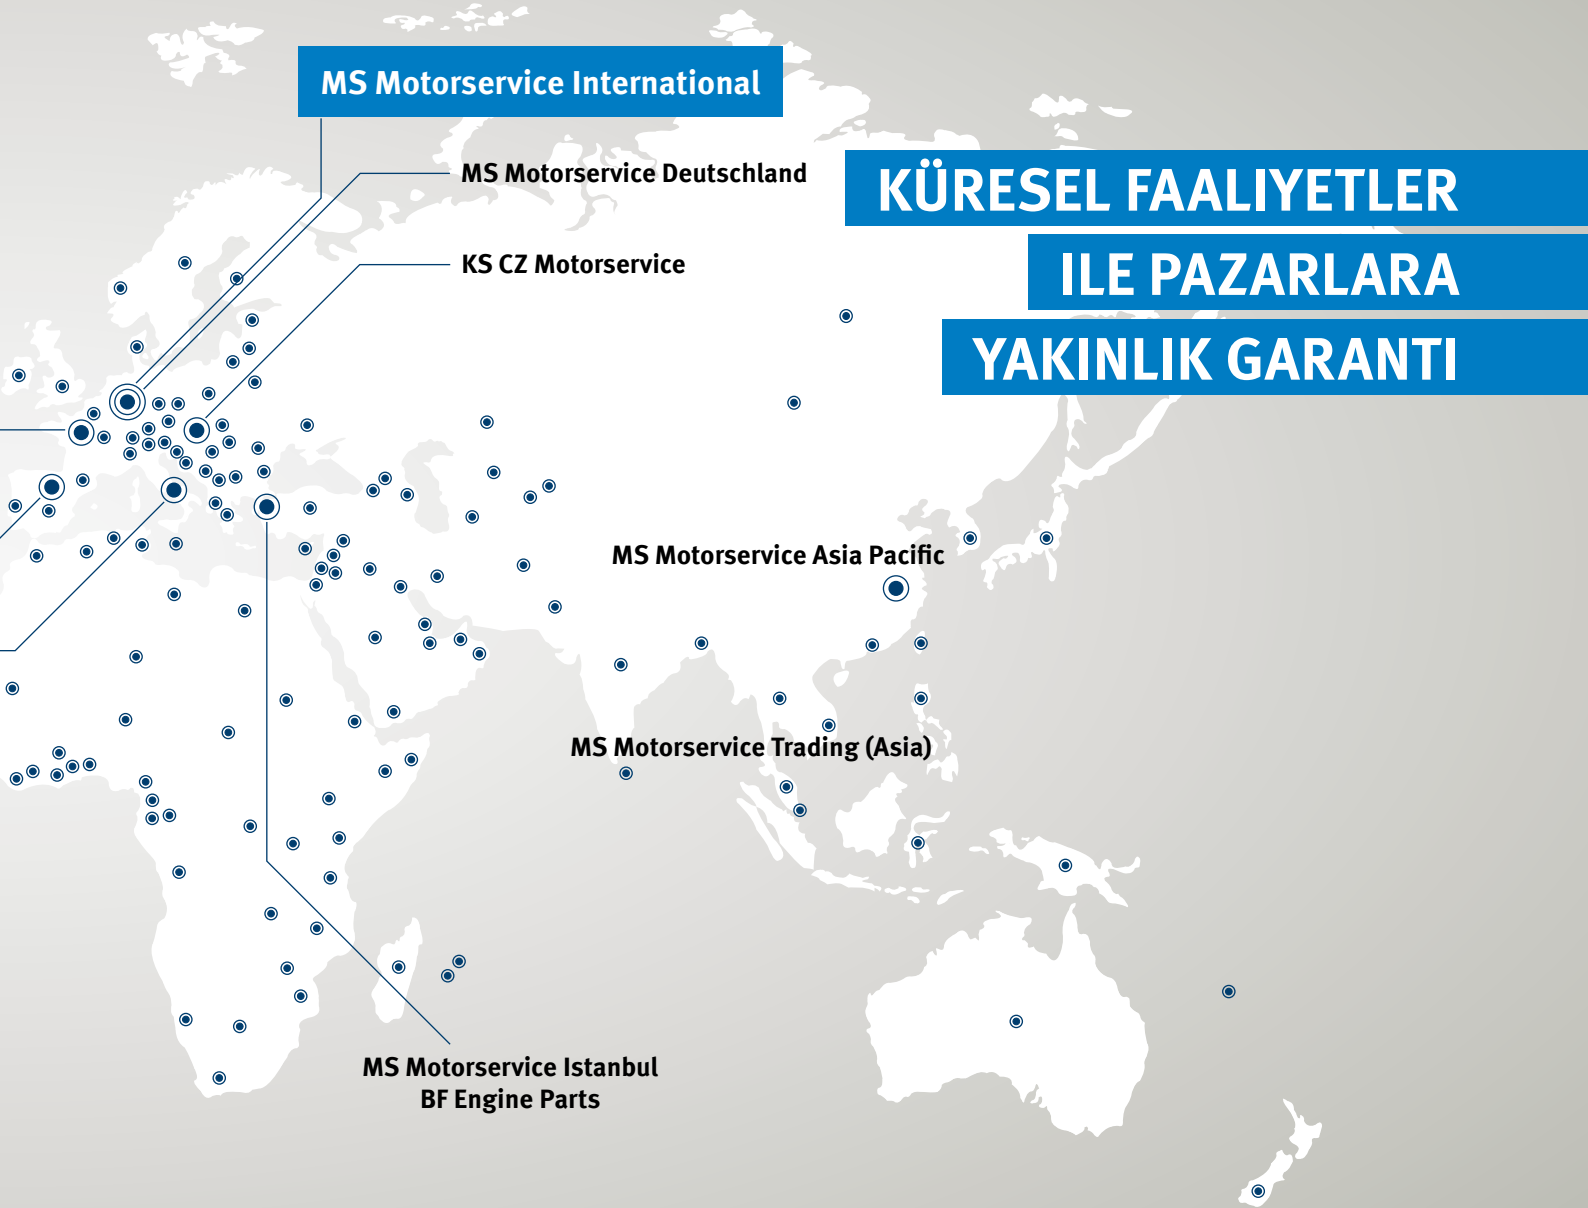 MS Motorservice International
MS Motorservice Deutschland
KÜRESEL FAALIYETLER
ILE PAZARLARA
YAKINLIK GARANTI
KS CZ Motorservice
MS Motorservice Asia Pacific
MS Motorservice Trading (Asia)
MS Motorservice Istanbul
BF Engine Parts